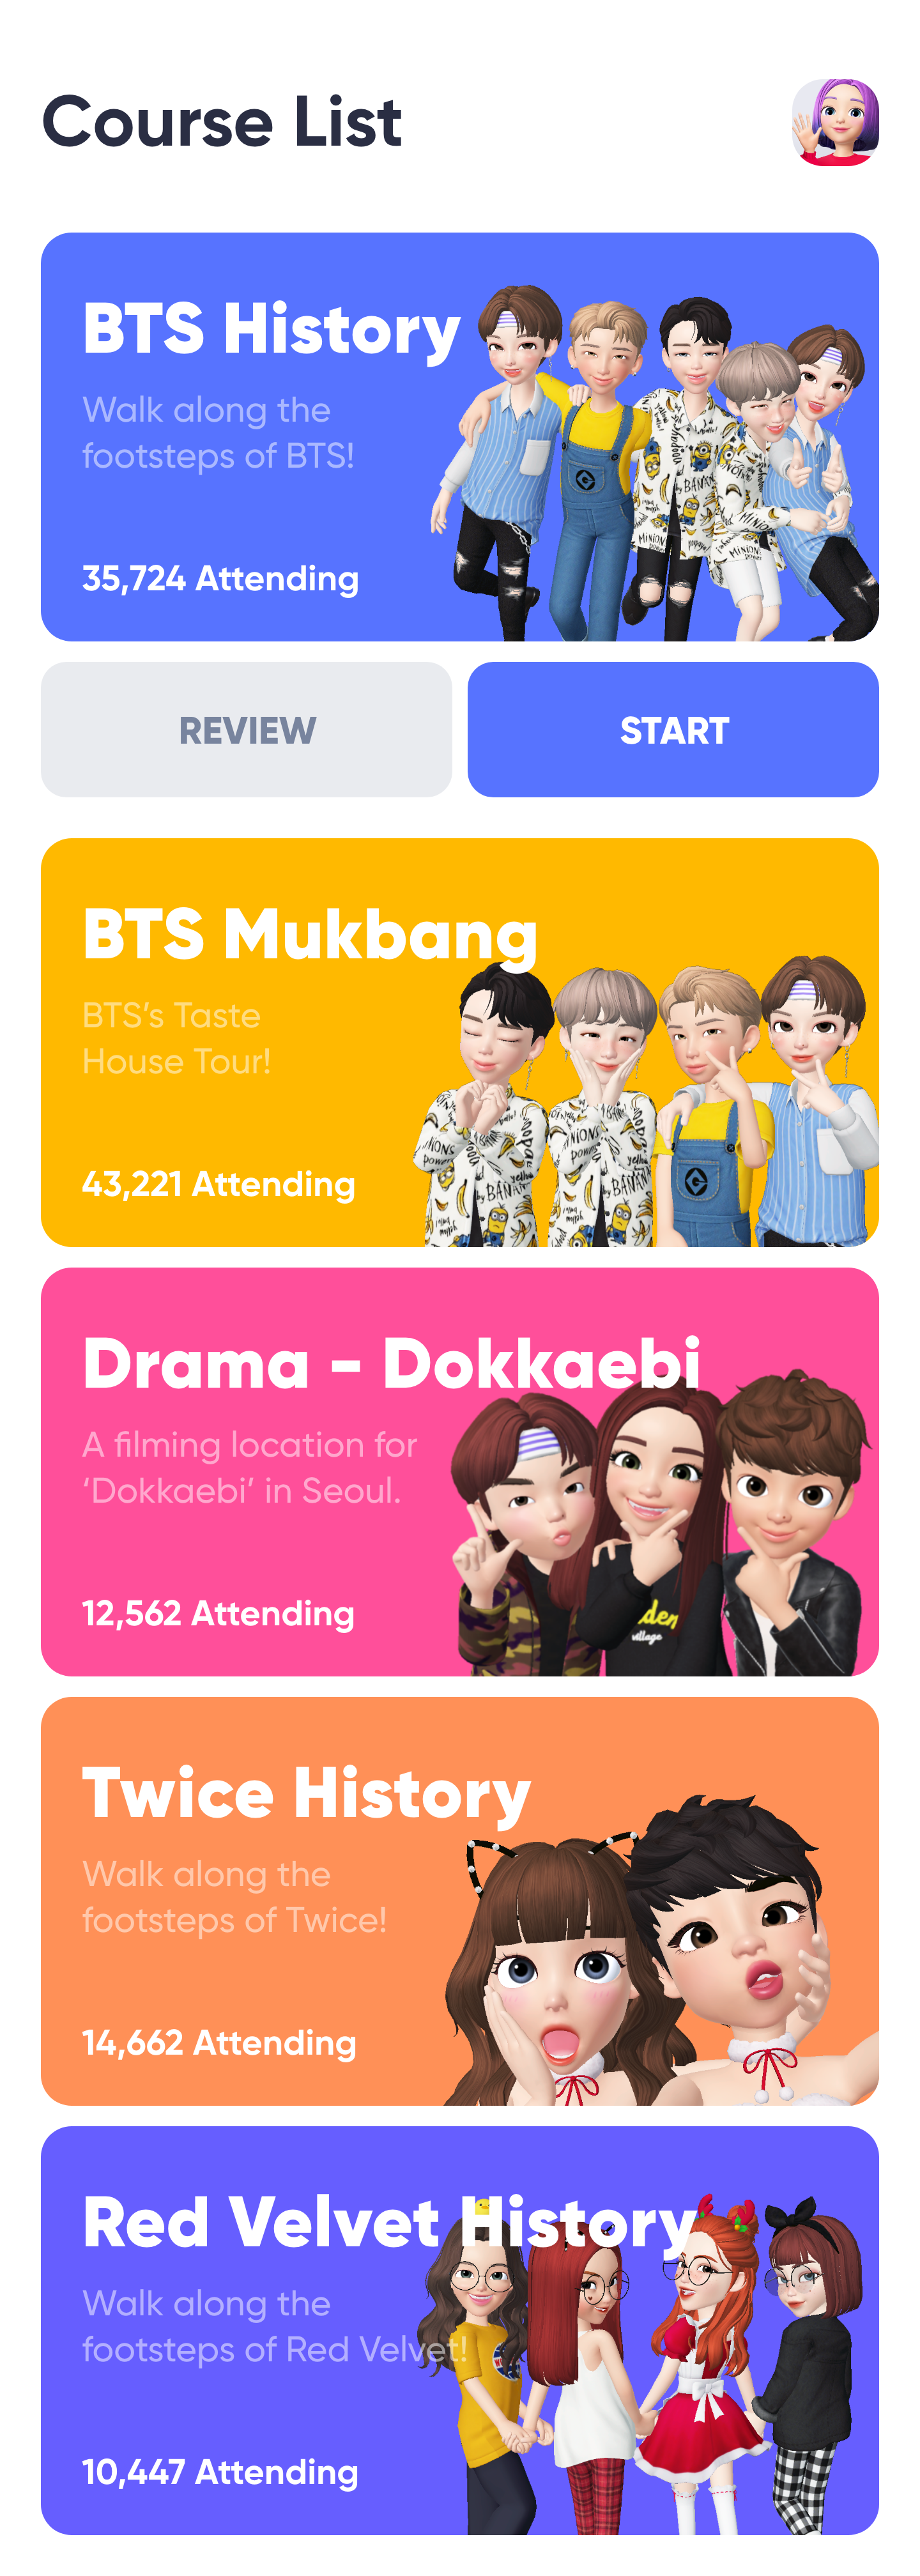 Course List
BTS History
Walk along the
footsteps of BTS!
35,724 Attending
REVIEW
START
BTS Mukbang
BTS‘s Taste
House Tour!
43,221 Attending
Drama - Dokkaebi
A filming location for
‘Dokkaebi’ in Seoul.
village
12,562 Attending
Twice History
Walk along the
footsteps of Twice!
14,662 Attending
Red Velvet History
Walk along the
footsteps of Red Velvet!
10,447 Attending